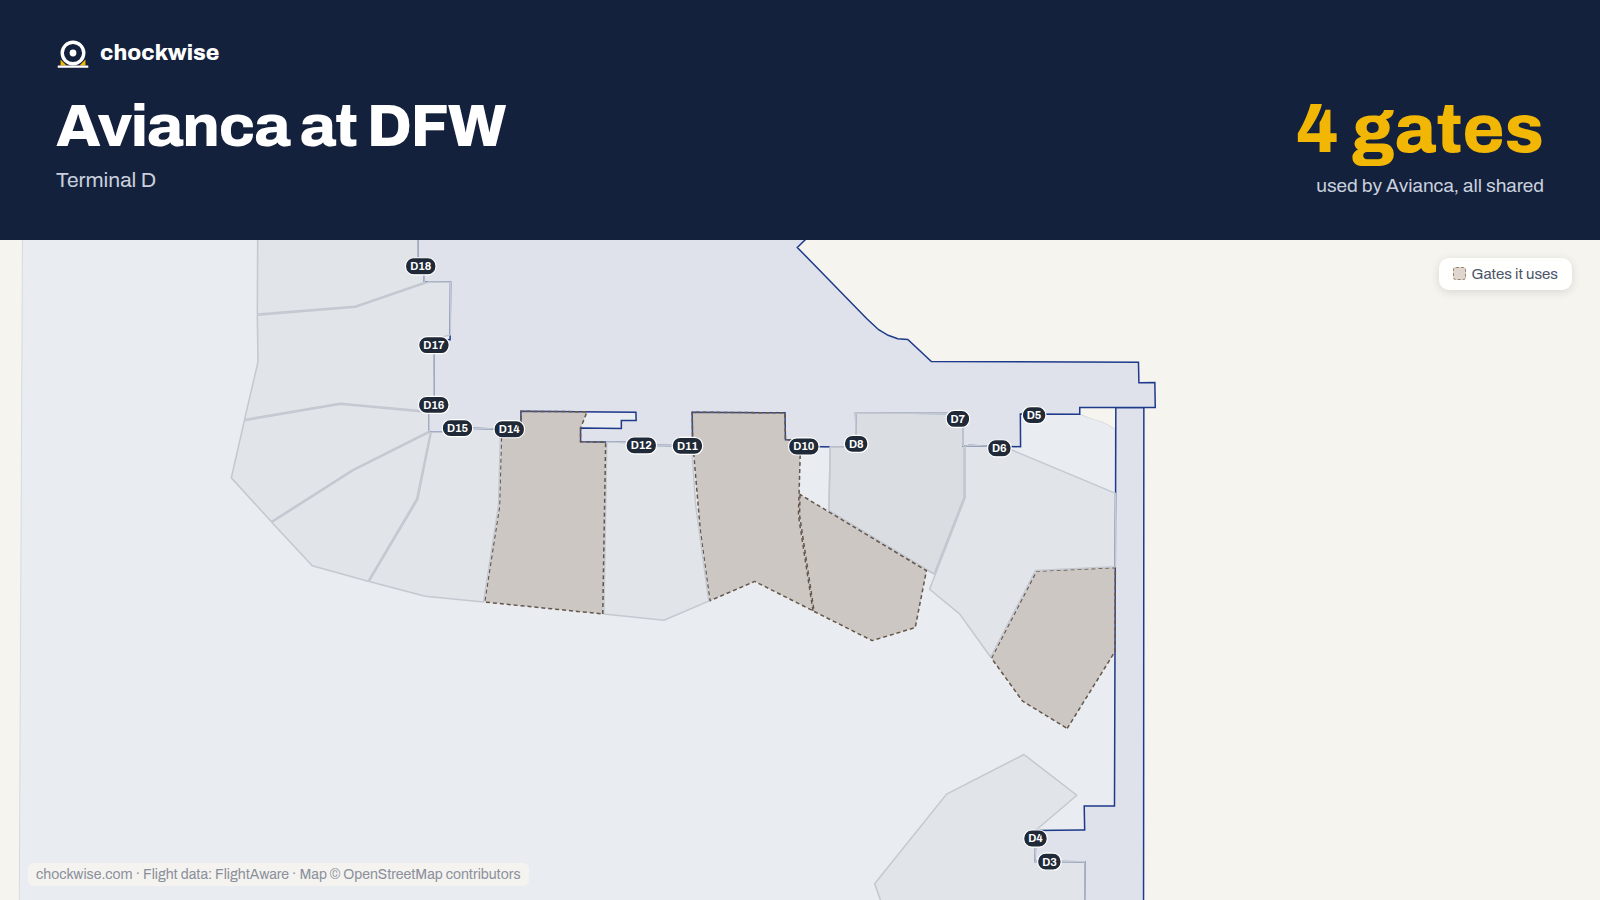 chockwise
Avianca at DFW
Terminal D
4 gates
used by Avianca, all shared
Gates it uses
D18
D17
D16
D15
D14
D12
D11
D10
D8
D7
D6
D5
D4
D3
chockwise.com · Flight data: FlightAware · Map © OpenStreetMap contributors